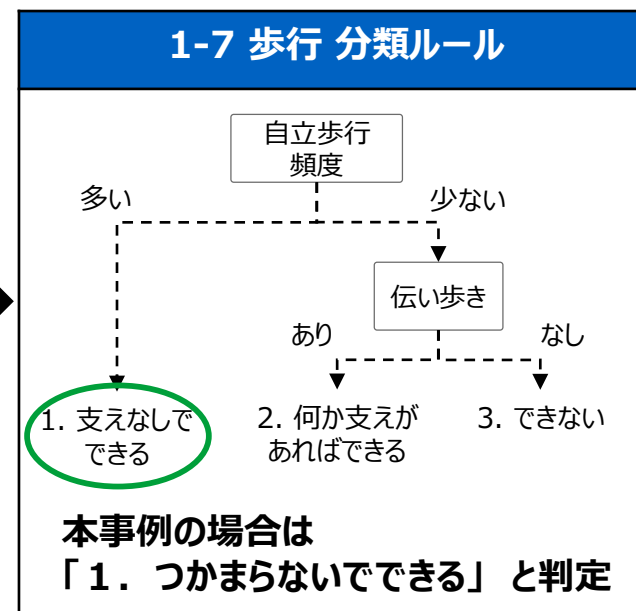 1-7 歩行 分類ルール
自立歩行
頻度
多い
少ない
伝い歩き
あり
なし
1. 支えなしで
できる
2. 何か支えが
あればできる
3. できない
本事例の場合は
「１．つかまらないでできる」と判定